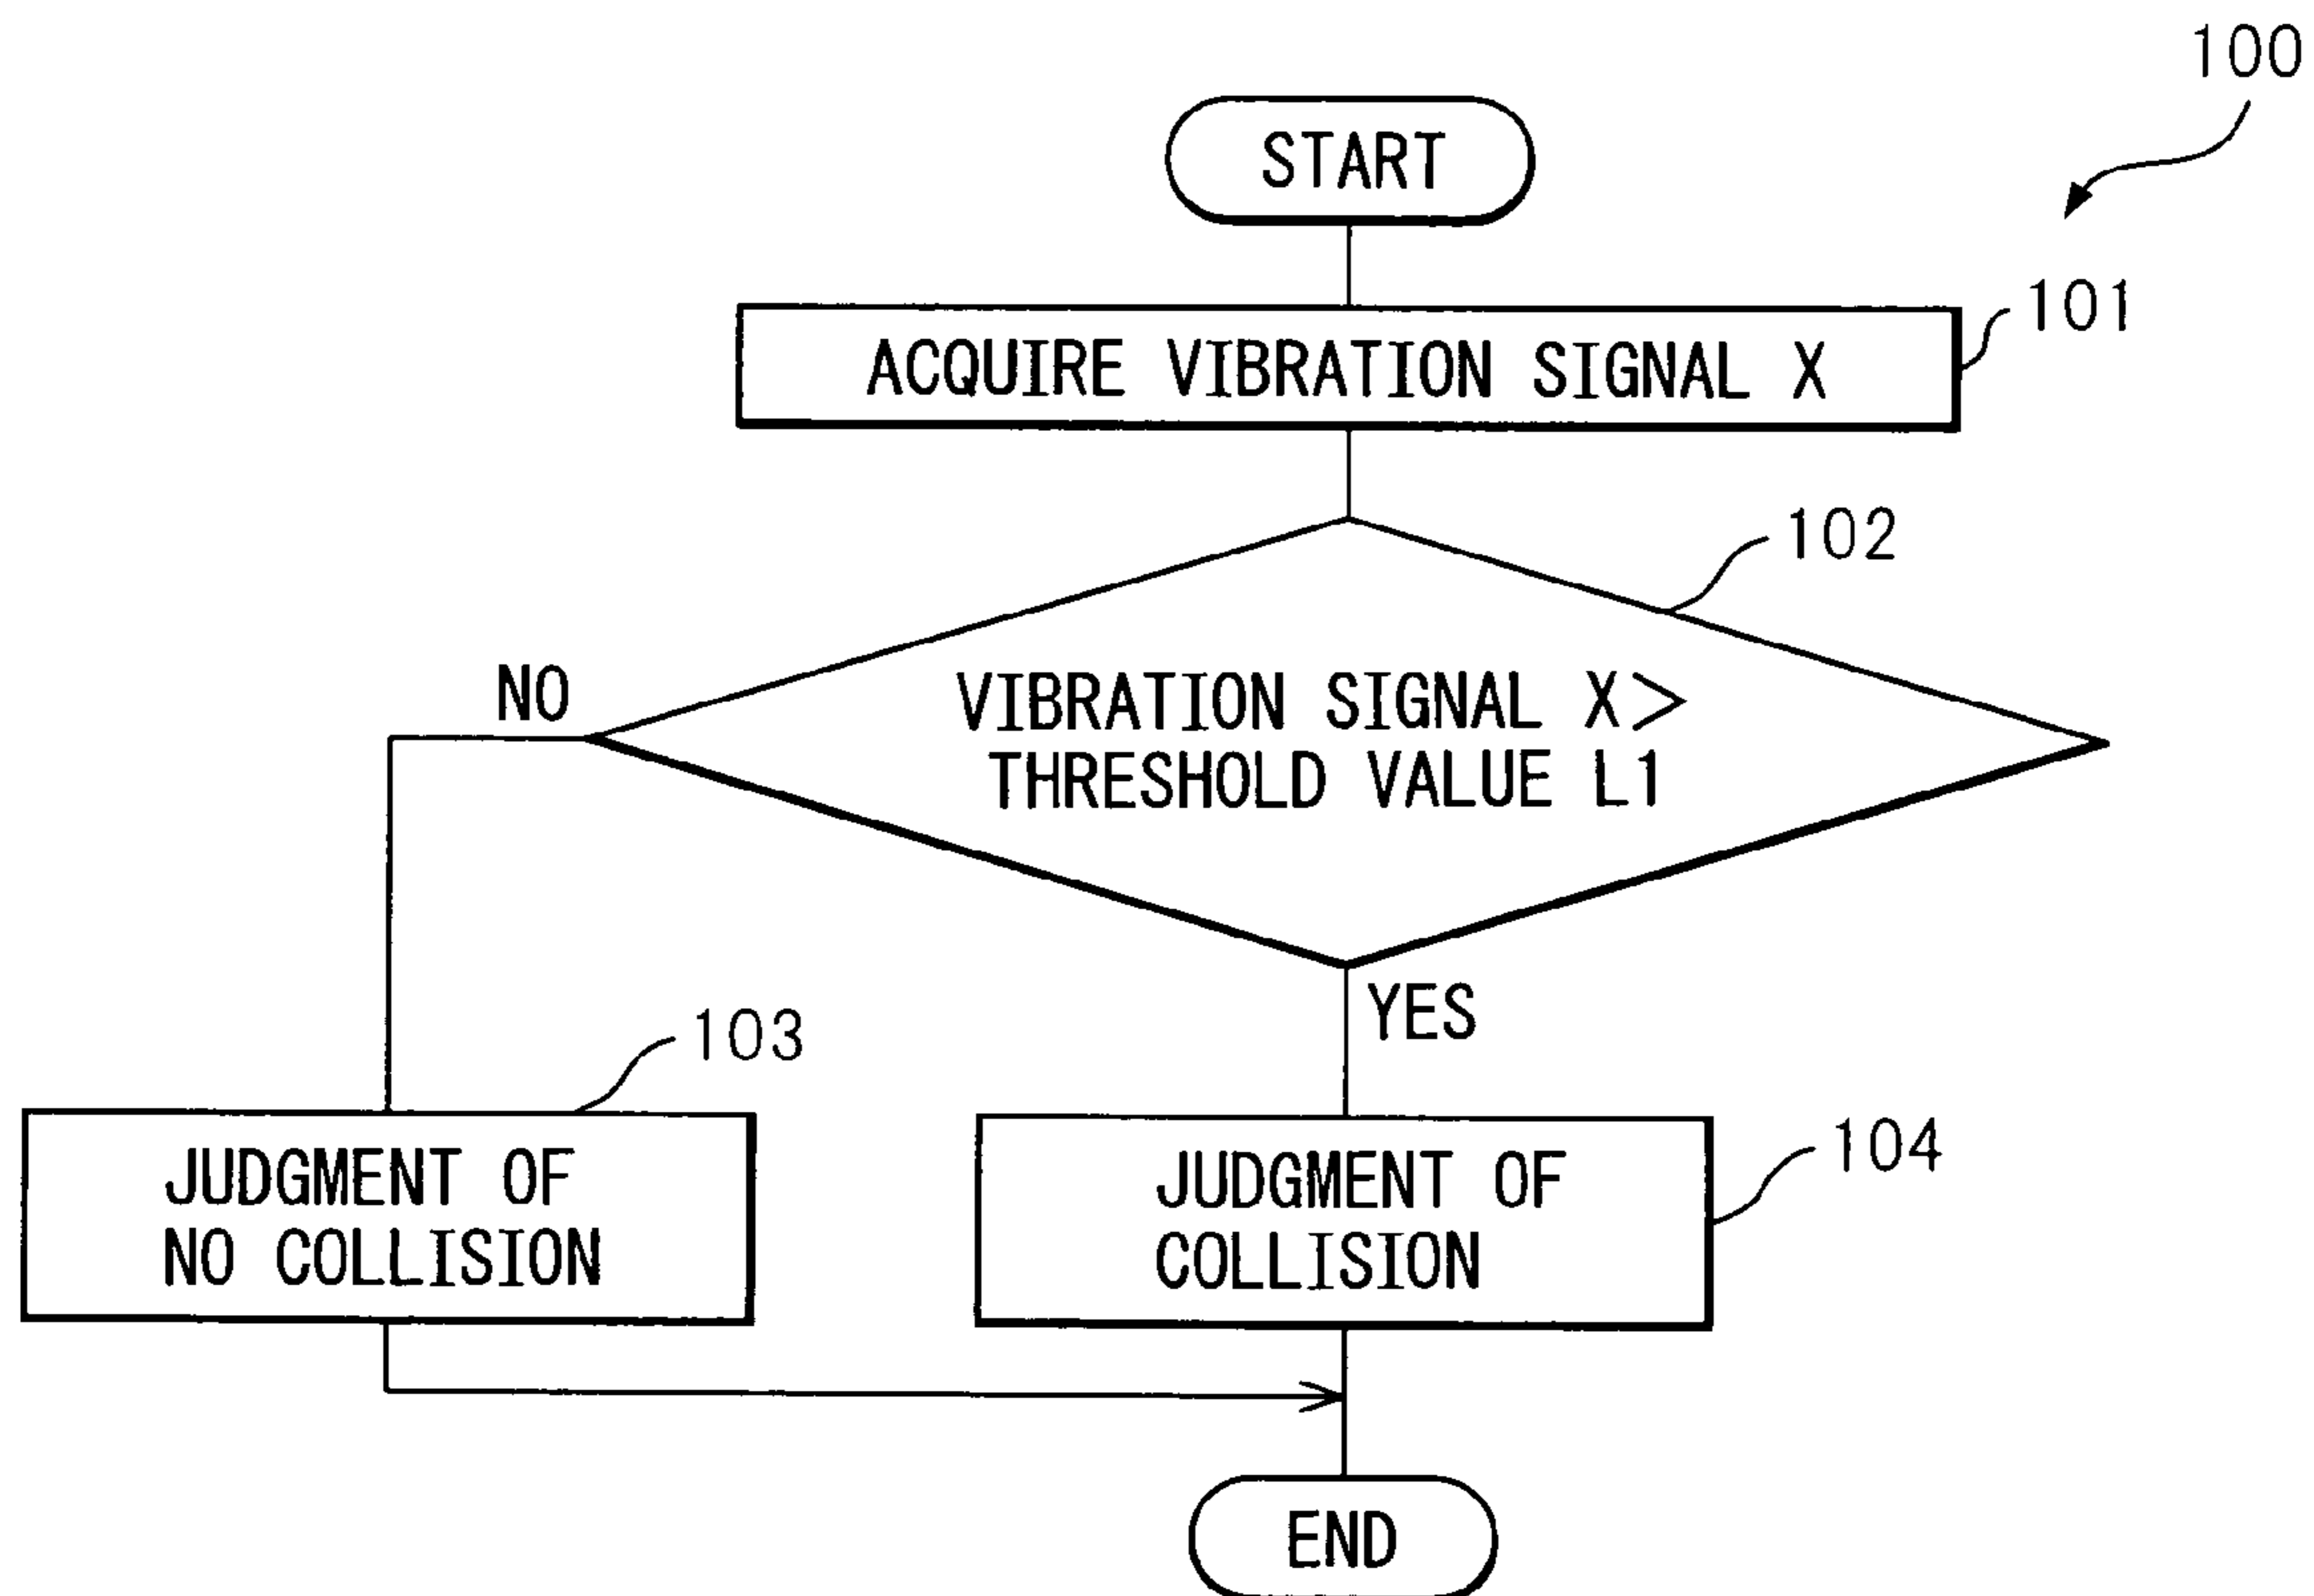 100
START
101
ACQUIRE VIBRATION SIGNAL X
102
NO
VIBRATION SIGNAL X>
THRESHOLD VALUE L1
YES
103
JUDGMENT OF
NO COLLISION
104
JUDGMENT OF
COLLISION
END